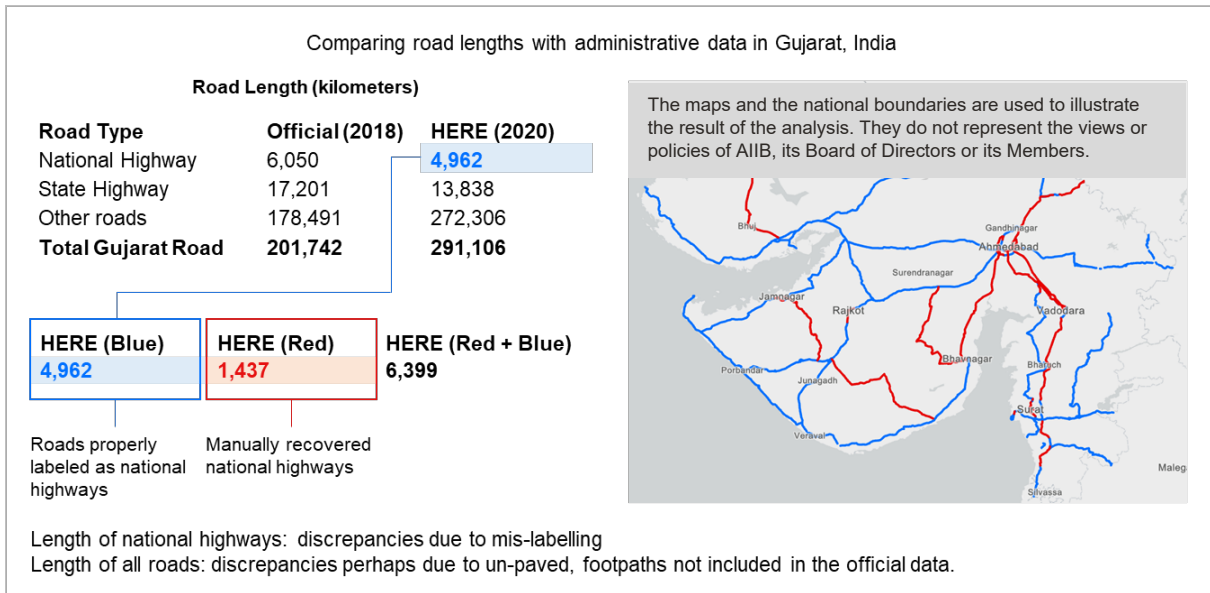 Comparing road lengths with administrative data in Gujarat, India
Road Length (kilometers)
Road Type Official (2018) HERE (2020)
National Highway 6,050 4,962
State Highway 17,201 13,838
Other roads 178,491 272,306
Total Gujarat Road 201,742 291,106
HERE (Blue) HERE (Red) HERE (Red + Blue)
4,962 1,437 6,399
Roads properly
labeled as national
highways
Manually recovered
national highways
The maps and the national boundaries are used to illustrate
the result of the analysis. They do not represent the views or
policies of AIIB, its Board of Directors or its Members.
Bhuj
Gandhinagar
Ahmedabad
Surendranagar
Jamnagar
Rajkot
Vadodara
Bhavnagar
Bharuch
Porbandar
Junagadh
Surat
Veraval
Maleg
Silvassa
Length of national highways: discrepancies due to mis-labelling
Length of all roads: discrepancies perhaps due to un-paved, footpaths not included in the official data.